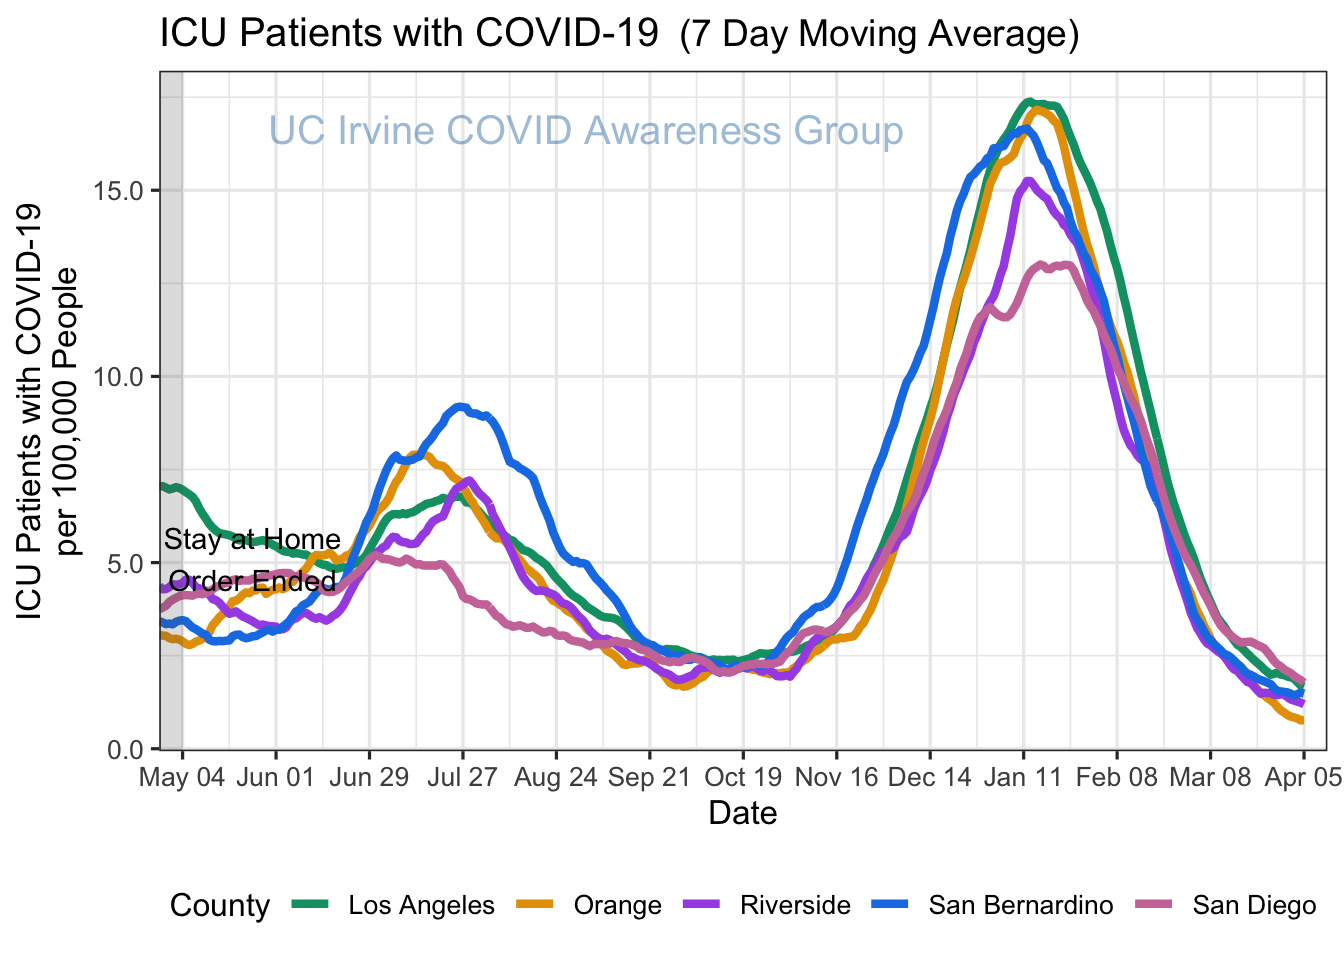 ICU Patients with COVID-19 (7 Day Moving Average)
UC Irvine COVID Awareness Group
ICU Patients with COVID-19
per 100,000 People
15.0
10.0
5.0
0.0
Stay at Home
Order Ended
May 04 Jun 01 Jun 29 Jul 27 Aug 24 Sep 21 Oct 19 Nov 16 Dec 14 Jan 11 Feb 08 Mar 08 Apr 05
Date
County Los Angeles Orange Riverside San Bernardino San Diego